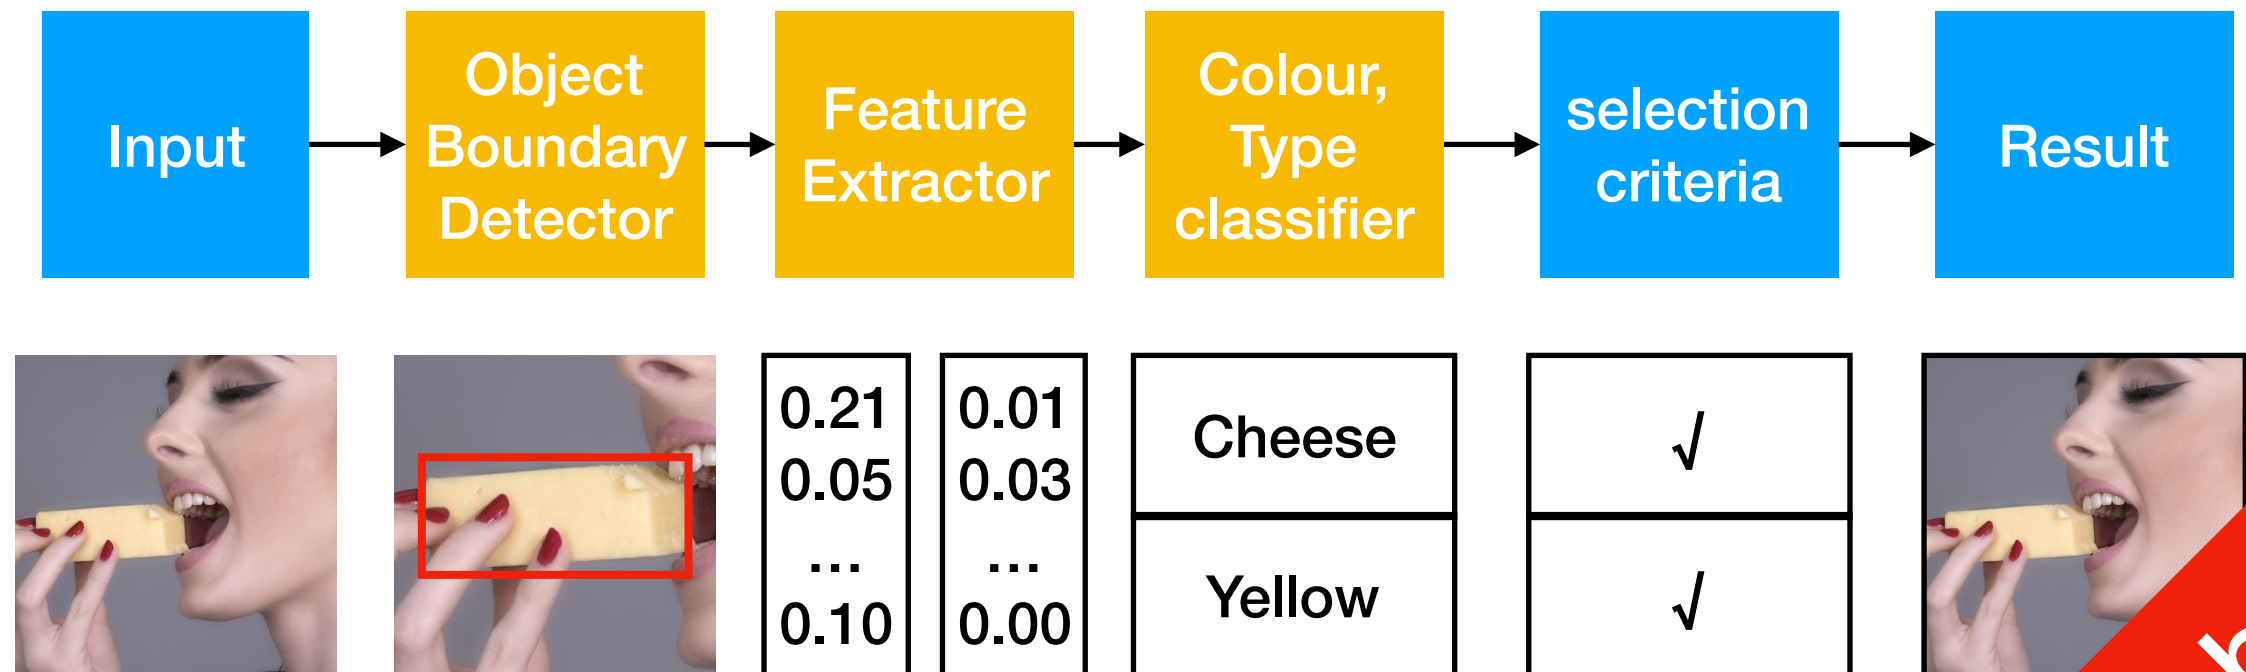 Input
Object
Boundary
Detector
Feature
Extractor
Colour,
Type
classifier
selection
criteria
Result
0.21
0.05
...
0.10
0.01
0.03
...
0.00
Cheese
Yellow
√
√